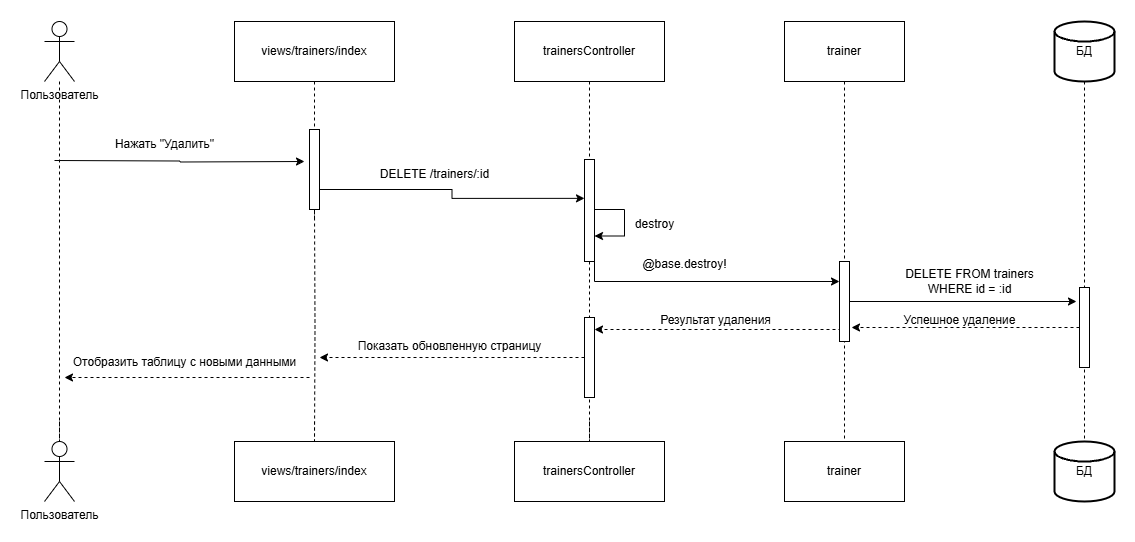 views/trainers/index
trainersController
trainer
БД
Пользователь
Нажать "Удалить"
DELETE /trainers/:id
destroy
@base.destroy!
DELETE FROM trainers
WHERE id = :id
Успешное удаление
Результат удаления
Показать обновленную страницу
Отобразить таблицу с новыми данными
views/trainers/index
trainersController
trainer
БД
Пользователь